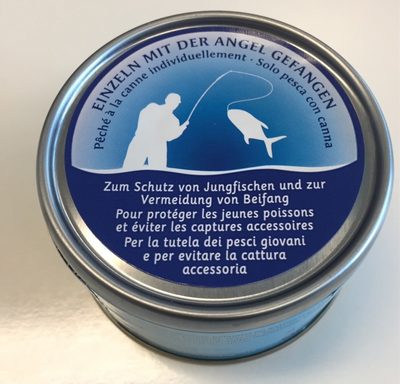 EINZELN MIT DER ANGEL GEFANGEN
Pêché à la canne individuellement · Solo pesca con canna
Zum Schutz von Jungfischen und zur
Vermeidung von Beifang
Pour protéger les jeunes poissons
et éviter les captures accessoires
Per la tutela dei pesci giovani
e per evitare la cattura
accessoria